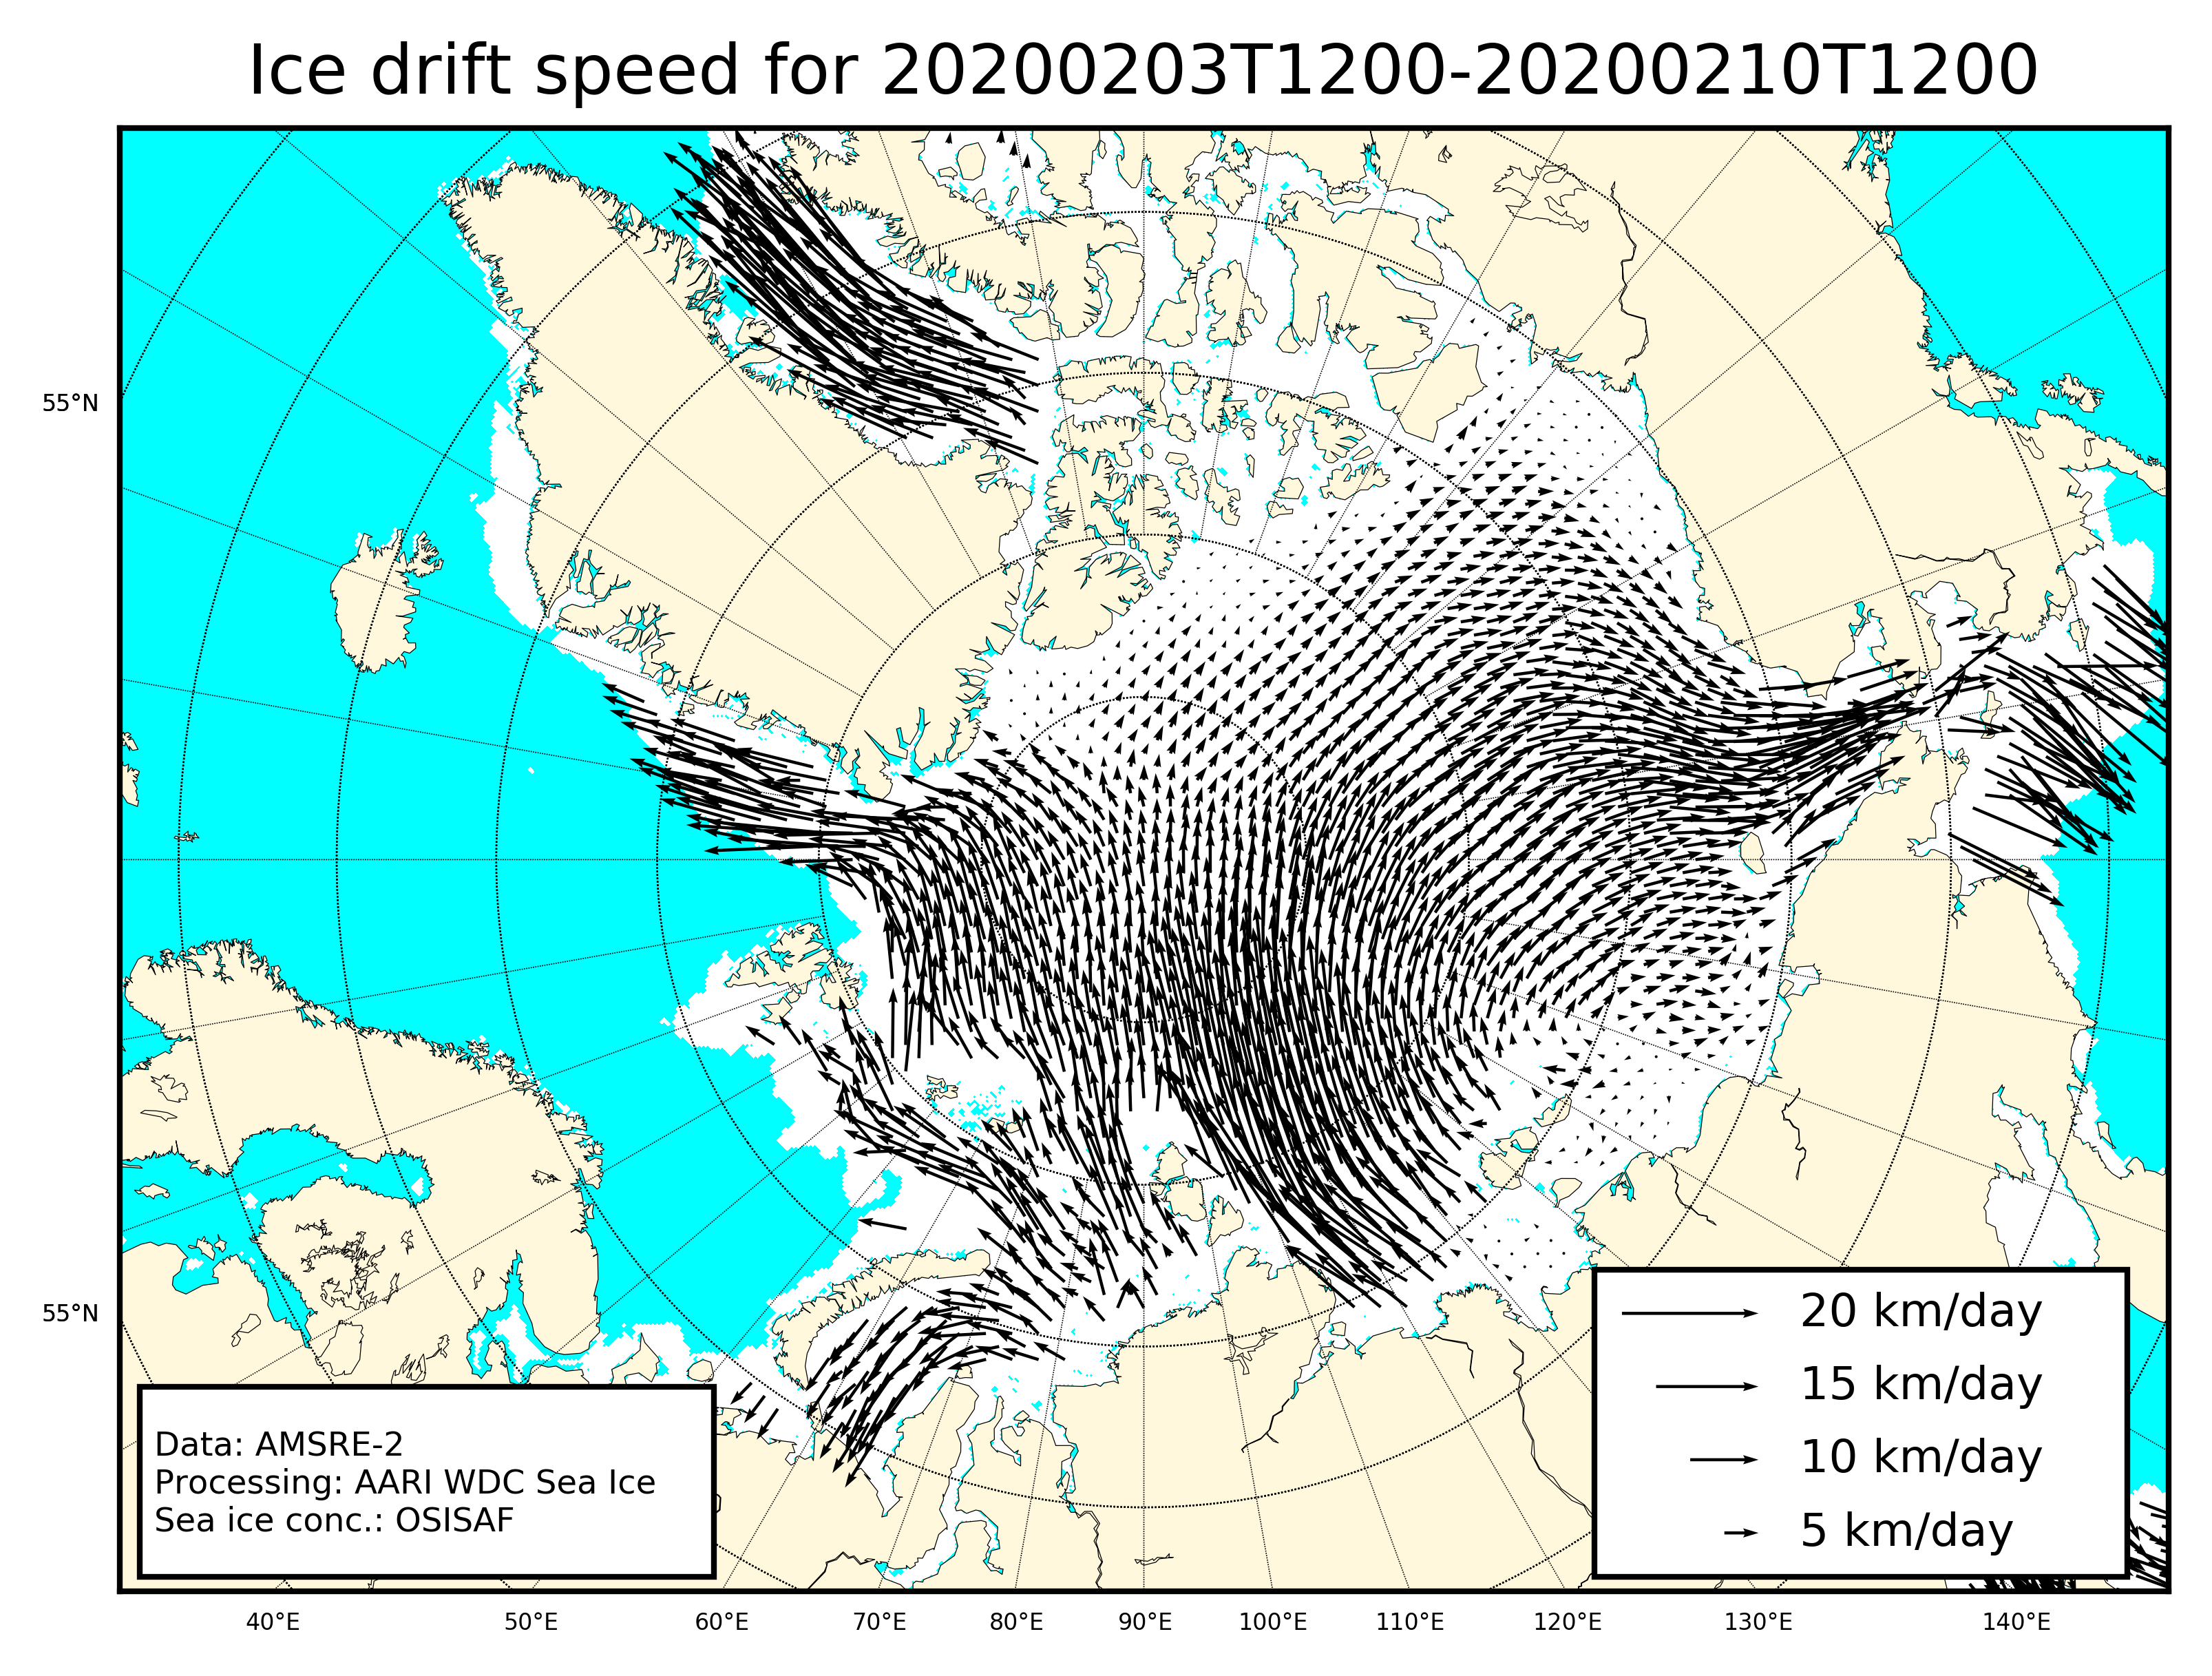 Ice drift speed for 20200203T1200-20200210T1200
55°N
55°N
20 km/day
15 km/day
10 km/day
5 km/day
Data: AMSRE-2
Processing: AARI WDC Sea Ice
Sea ice conc.: OSISAF
40°E 50°E 60°E 70°E 80°E 90°E 100°E 110°E 120°E 130°E 140°E